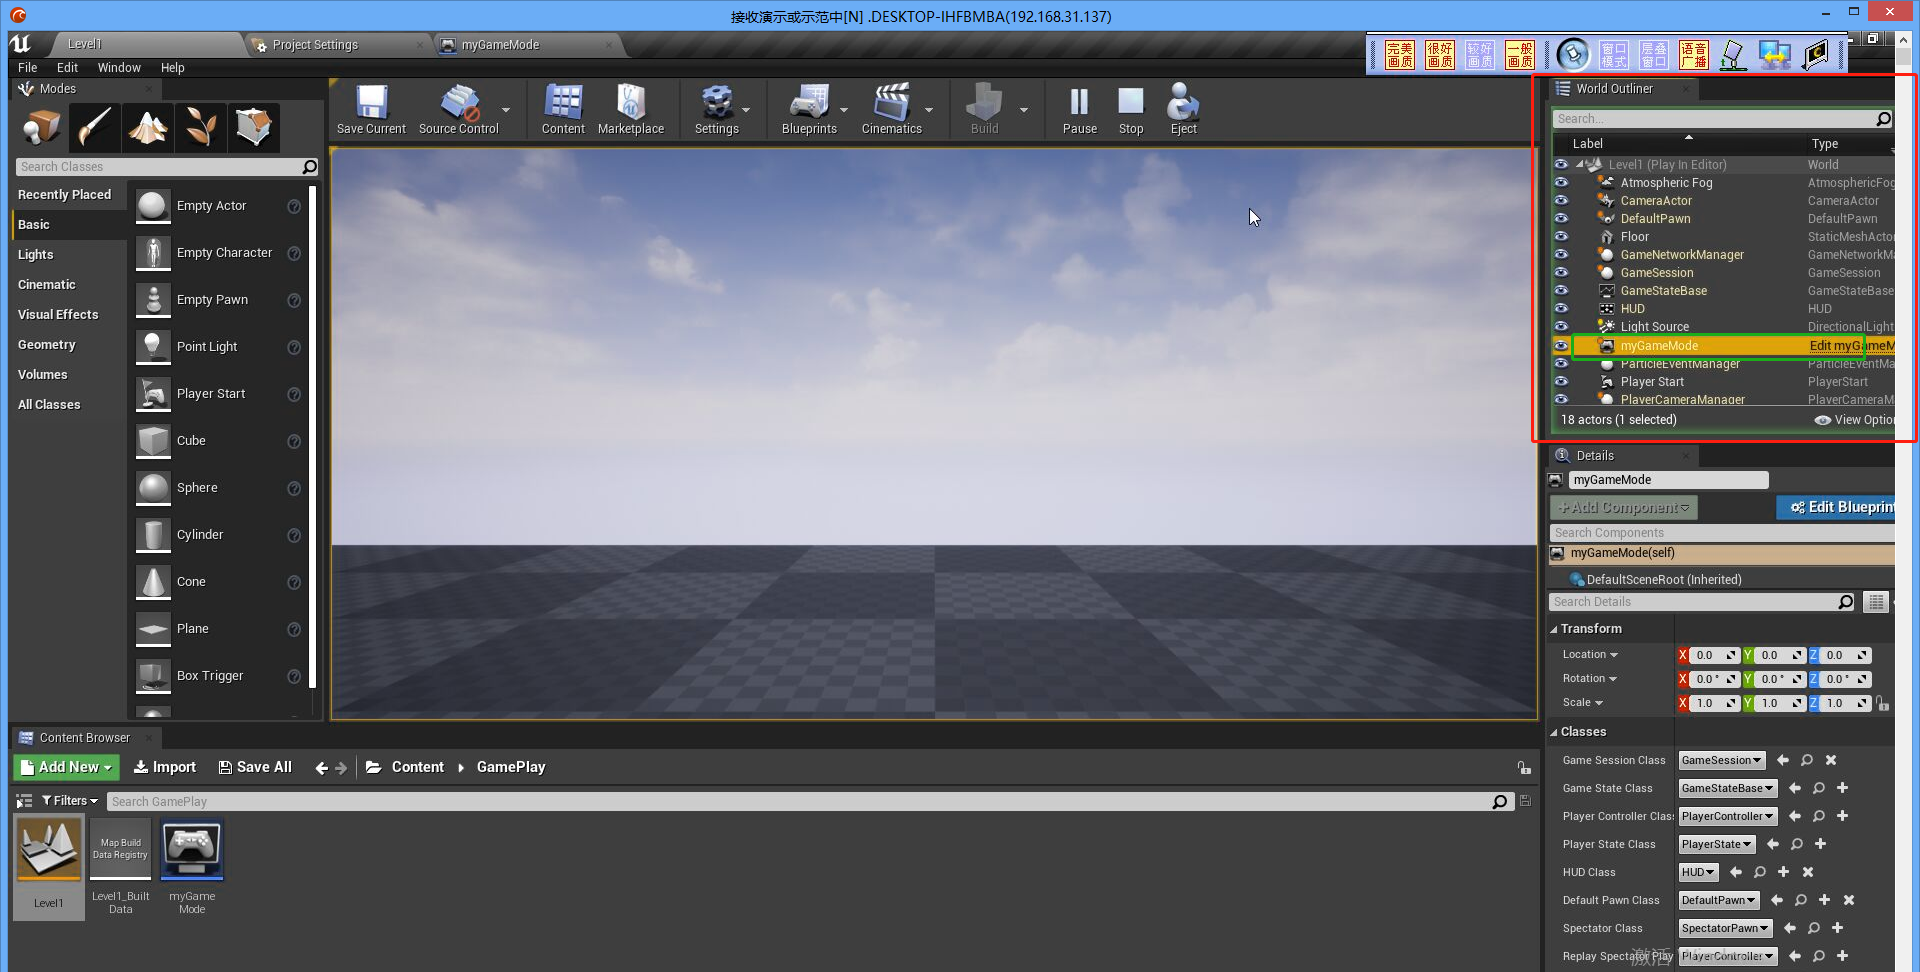 接收演示或示范中[N] .DESKTOP-IHFBMBA(192.168.31.137)
Level1
Project Settings
myGameMode
完美画质
很好画质
较好画质
一般画质
窗口模式
层叠窗口
语音广播
File Edit Window Help
Modes
Save Current
Source Control
Content
Marketplace
Settings
Blueprints
Cinematics
Build
Pause
Stop
Eject
Search Classes
Recently Placed
Basic
Lights
Cinematic
Visual Effects
Geometry
Volumes
All Classes
Empty Actor
Empty Character
Empty Pawn
Point Light
Player Start
Cube
Sphere
Cylinder
Cone
Plane
Box Trigger
World Outliner
Search...
Label Type
Level1 (Play In Editor) World
Atmospheric Fog AtmosphericFog
CameraActor CameraActor
DefaultPawn DefaultPawn
Floor StaticMeshActo
GameNetworkManager GameNetworkMa
GameSession GameSession
GameStateBase GameStateBase
HUD HUD
Light Source DirectionalLight
myGameMode Edit myGameM
ParticleEventManager ParticleEventMa
Player Start PlayerStart
PlayerCameraManager PlayerCameraM
18 actors (1 selected) View Optio
Details
myGameMode
+Add Component Edit Blueprint
Search Components
myGameMode(self)
DefaultSceneRoot (Inherited)
Search Details
Transform
Location X 0.0 Y 0.0 Z 0.0
Rotation X 0.0 ° Y 0.0 ° Z 0.0 °
Scale X 1.0 Y 1.0 Z 1.0
Classes
Game Session Class GameSession
Game State Class GameStateBase
Player Controller Clas PlayerController
Player State Class PlayerState
HUD Class HUD
Default Pawn Class DefaultPawn
Spectator Class SpectatorPawn
Replay Spectator Play PlayerController
激活
Content Browser
Add New Import Save All Content GamePlay
Filters Search GamePlay
Map Build
Data Registry
Level1
Level1_Built
Data
myGame
Mode